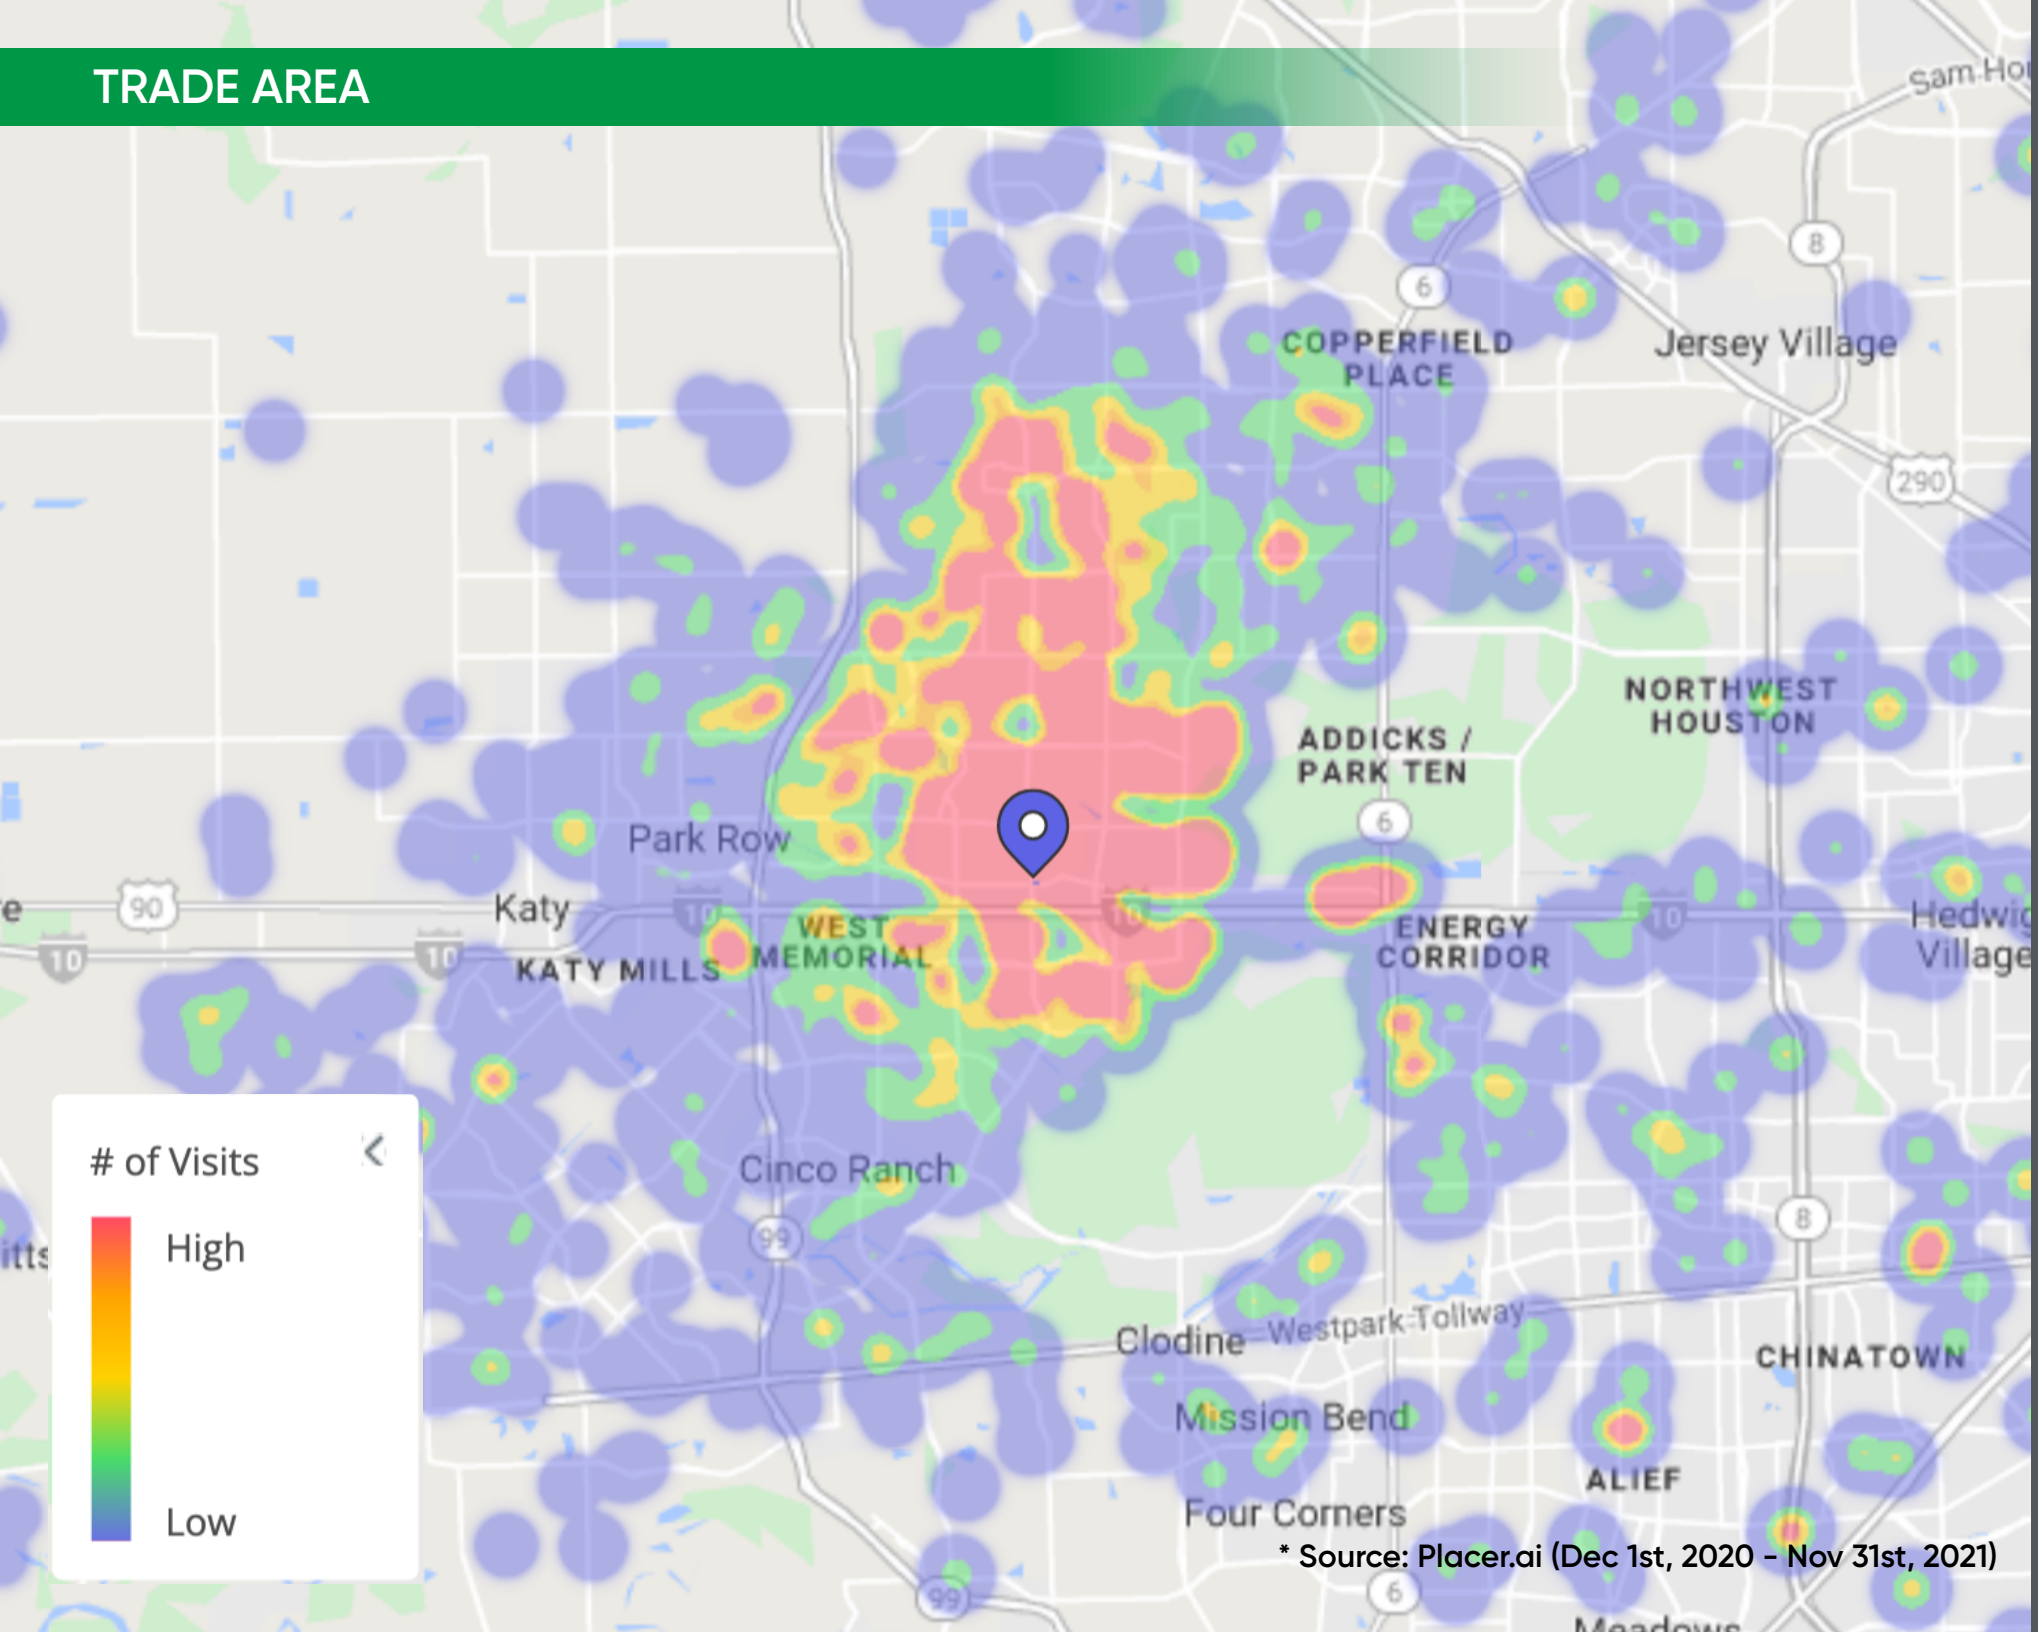 TRADE AREA
Sam Hou
8
6
COPPERFIELD
PLACE
Jersey Village
290
NORTHWEST
HOUSTON
ADDICKS /
PARK TEN
6
Park Row
90
Katy
10
10
10
WEST
MEMORIAL
10
10
ENERGY
CORRIDOR
Hedwig
Village
KATY MILLS
# of Visits
High
Low
Cinco Ranch
99
8
Clodine
Westpark Tollway
CHINATOWN
Mission Bend
ALIEF
Four Corners
* Source: Placer.ai (Dec 1st, 2020 - Nov 31st, 2021)
99
6
Meadows